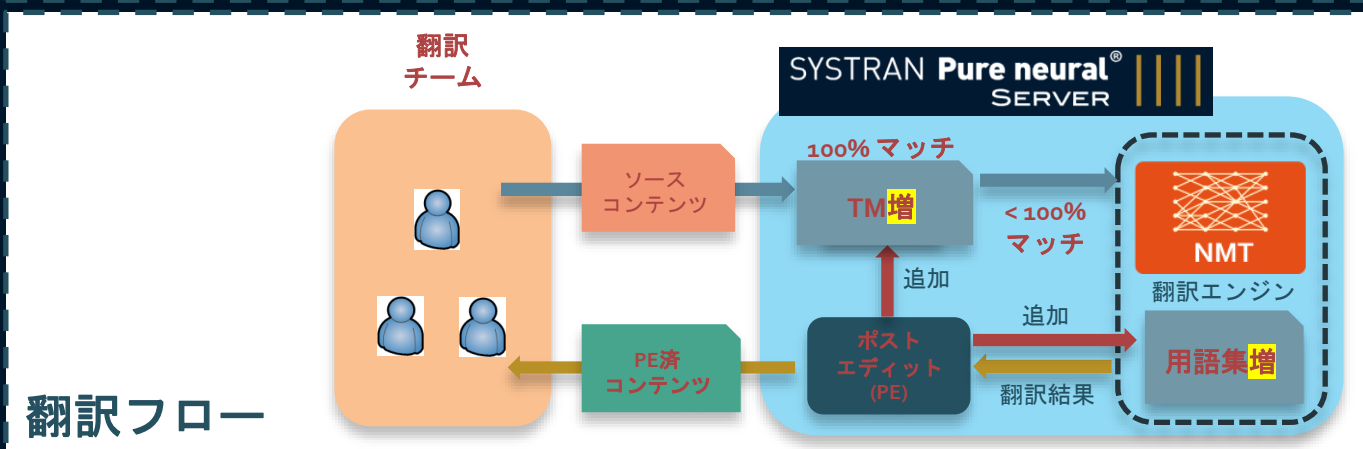 翻訳
チーム
SYSTRAN Pure neural®
SERVER
100% マッチ
ソース
コンテンツ
TM増
< 100%
マッチ
NMT
翻訳エンジン
追加
追加
ポスト
エディット
(PE)
用語集増
PE済
コンテンツ
翻訳結果
翻訳フロー